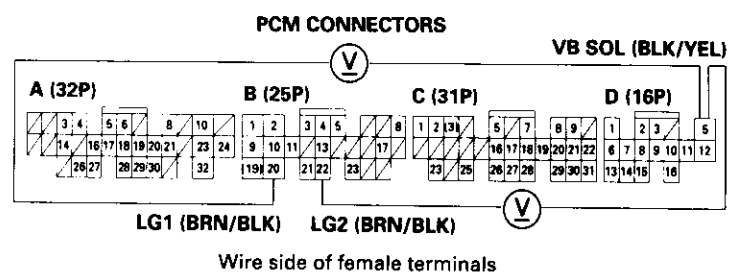 PCM CONNECTORS
V
VB SOL (BLK/YEL)
A (32P) B (25P) C (31P) D (16P)
3 4 5 6 8 10 1 2 3 4 5 8 1 2 (3) 5 7 8 9 1 2 3 5
14 16 17 18 19 20 21 23 24 9 10 11 13 17 16 17 18 19 20 21 22 6 7 8 9 10 11 12
26 27 28 29 30 32 (19) 20 21 22 23 23 25 26 27 28 29 30 31 13 14 15 16
V
LG1 (BRN/BLK) LG2 (BRN/BLK)
Wire side of female terminals